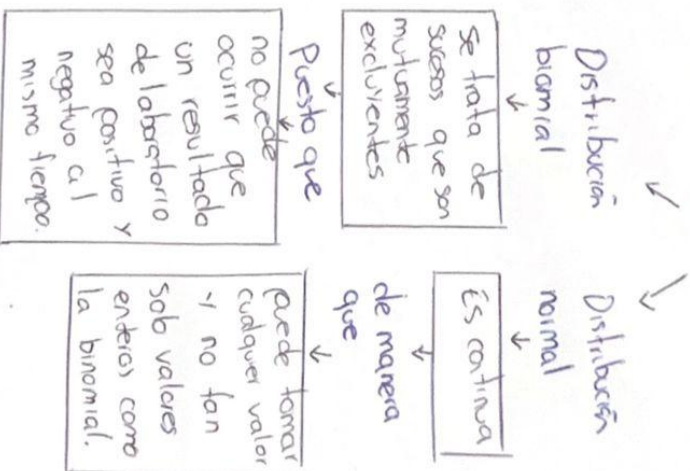 Distribución
biomial
se trata de
sucesos que son
mutuamente
excluyentes
Puesto que
no puede
ocurrir que
un resultado
de laboratorio
sea positivo y
negativo al
mismo tiempo.
Distribución
normal
Es continua
de manera
que
puede tomar
cualquier valor
y no tan
solo valores
enteros como
la binomial.